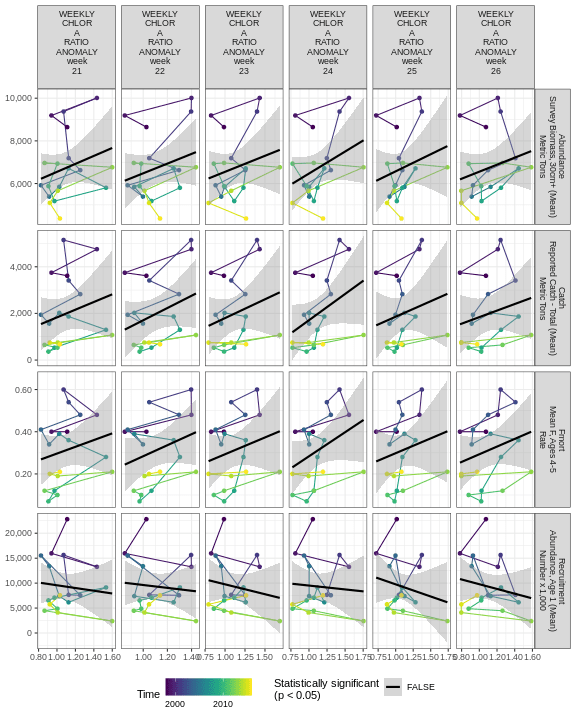 WEEKLY CHLOR A RATIO ANOMALY week 21
WEEKLY CHLOR A RATIO ANOMALY week 22
WEEKLY CHLOR A RATIO ANOMALY week 23
WEEKLY CHLOR A RATIO ANOMALY week 24
WEEKLY CHLOR A RATIO ANOMALY week 25
WEEKLY CHLOR A RATIO ANOMALY week 26
10,000
8,000
6,000
Abundance
Survey Biomass, 30cm+ (Mean)
Metric Tons
4,000
2,000
0
Catch
Reported Catch - Total (Mean)
Metric Tons
0.60
0.40
0.20
Fmort
Mean F, Ages 4-5
Rate
20,000
15,000
10,000
5,000
0
Recruitment
Abundance, Age 1 (Mean)
Number x 1,000
0.80 1.00 1.20 1.40 1.60
1.00 1.20 1.40
0.75 1.00 1.25 1.50
1.00 1.25 1.50 1.75
0.75 1.00 1.25 1.50
0.80 1.00 1.20 1.40 1.60
Time
2000 2010
Statistically significant
(p < 0.05)
FALSE